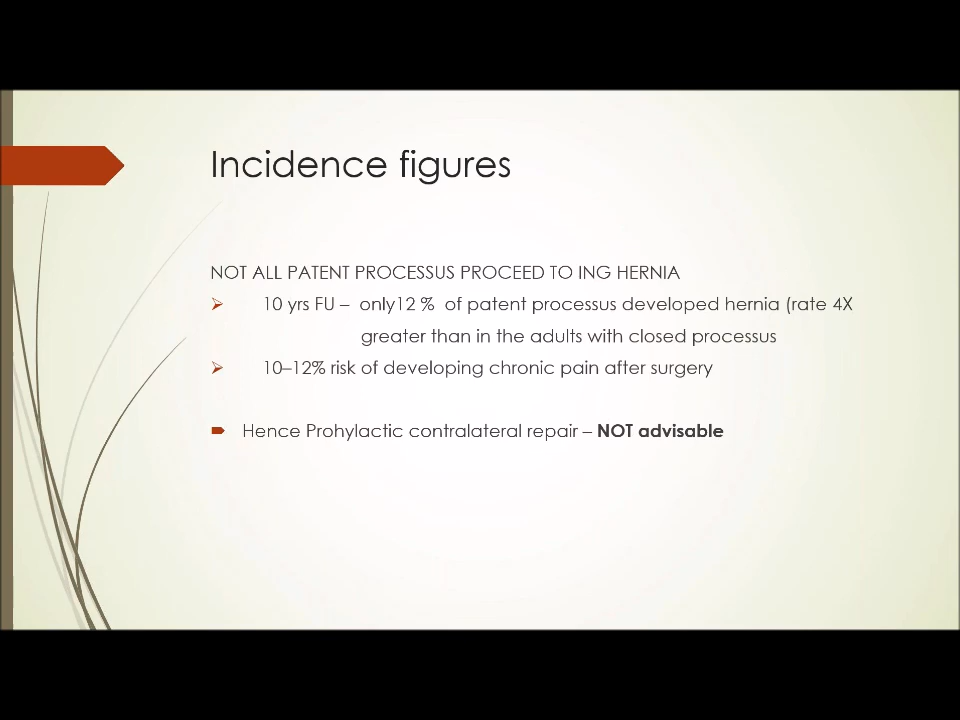 Incidence figures
NOT ALL PATENT PROCESSUS PROCEED TO ING HERNIA
10 yrs FU – only12 % of patent processus developed hernia (rate 4X
greater than in the adults with closed processus
10–12% risk of developing chronic pain after surgery
Hence Prohylactic contralateral repair – NOT advisable